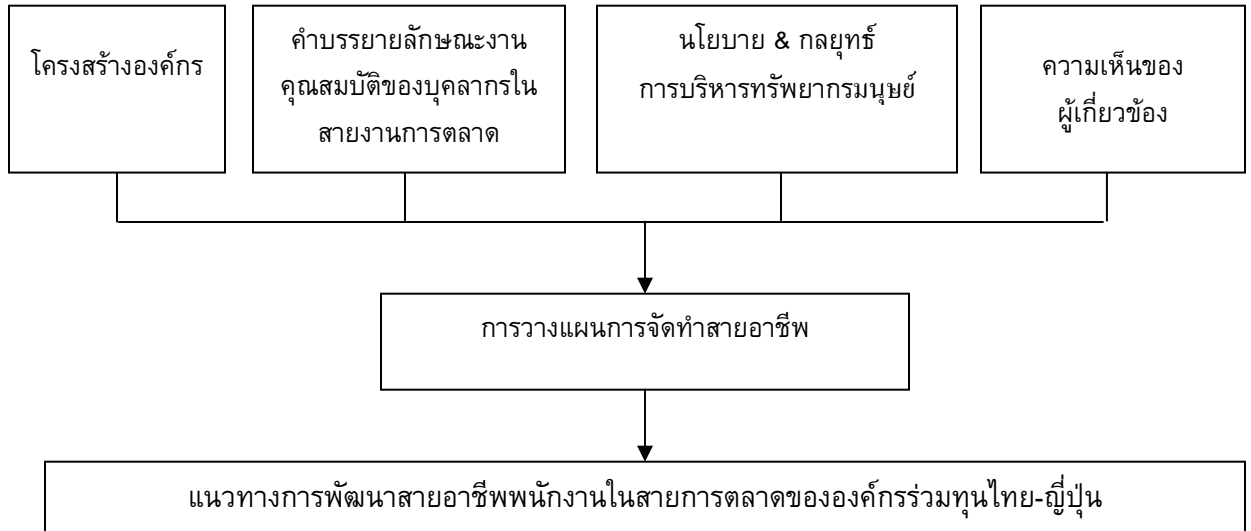 โครงสร้างองค์กร
คำบรรยายลักษณะงาน
คุณสมบัติของบุคลากรใน
สายงานการตลาด
นโยบาย & กลยุทธ์
การบริหารทรัพยากรมนุษย์
ความเห็นของ
ผู้เกี่ยวข้อง
การวางแผนการจัดทำสายอาชีพ
แนวทางการพัฒนาสายอาชีพพนักงานในสายการตลาดขององค์กรร่วมทุนไทย-ญี่ปุ่น